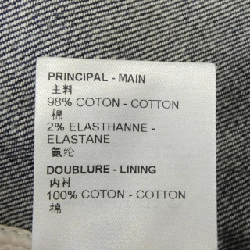 PRINCIPAL - MAIN
主料
98% COTON - COTTON
棉
2% ELASTHANNE -
ELASTANE
氨纶
DOUBLURE - LINING
内衬
100% COTON - COTTON
棉